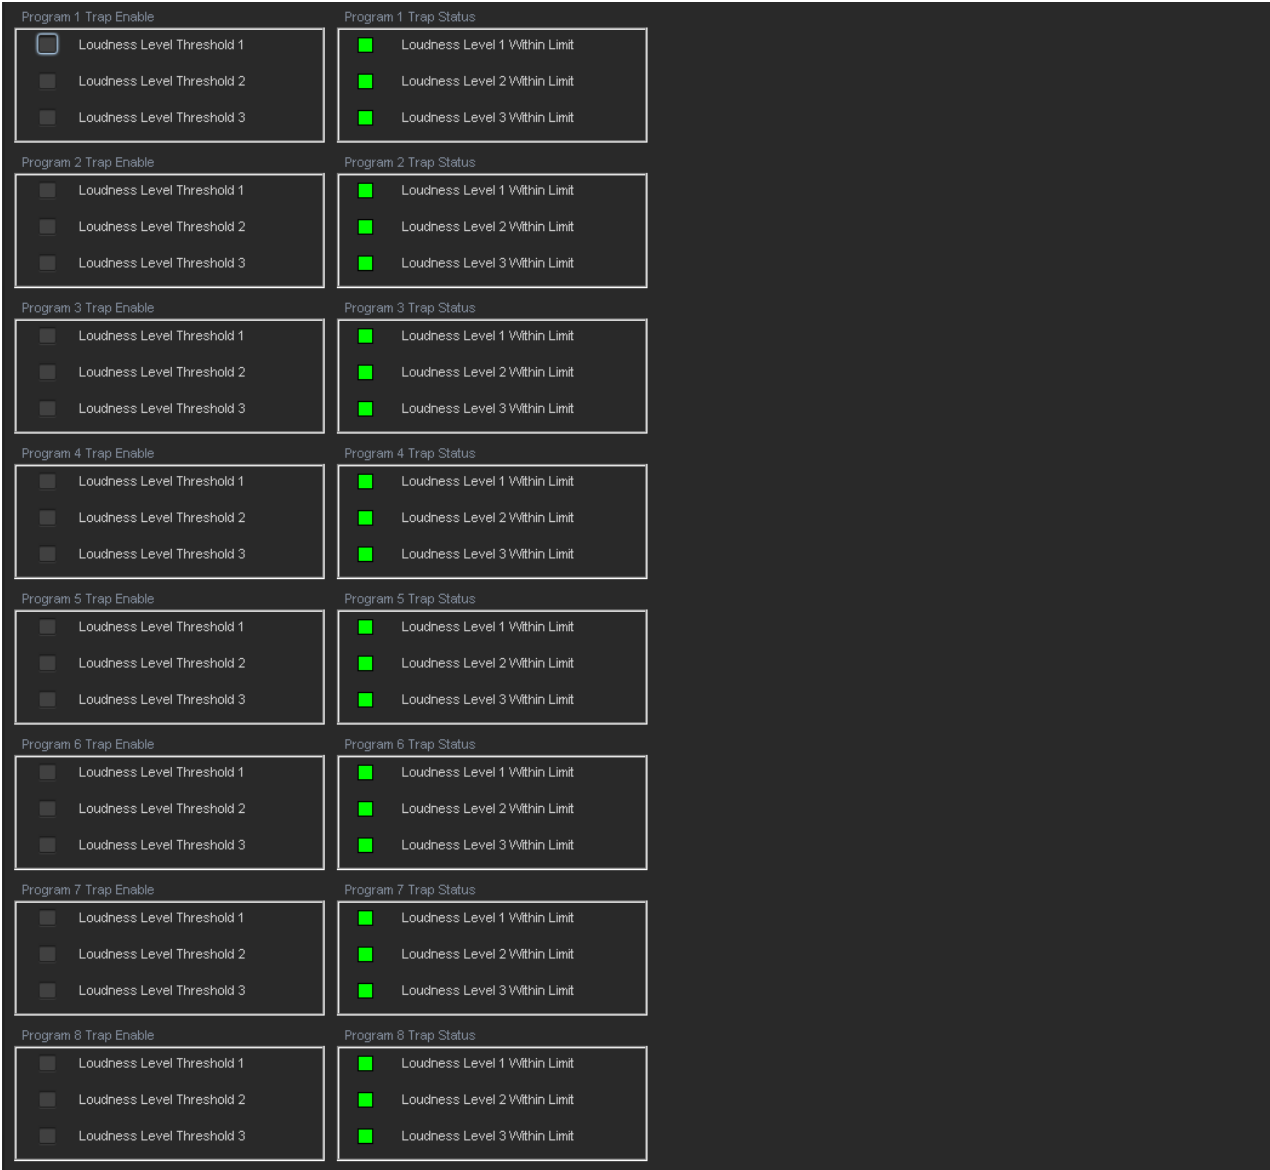 Program 1 Trap Enable
Loudness Level Threshold 1
Loudness Level Threshold 2
Loudness Level Threshold 3
Program 1 Trap Status
Loudness Level 1 Within Limit
Loudness Level 2 Within Limit
Loudness Level 3 Within Limit
Program 2 Trap Enable
Loudness Level Threshold 1
Loudness Level Threshold 2
Loudness Level Threshold 3
Program 2 Trap Status
Loudness Level 1 Within Limit
Loudness Level 2 Within Limit
Loudness Level 3 Within Limit
Program 3 Trap Enable
Loudness Level Threshold 1
Loudness Level Threshold 2
Loudness Level Threshold 3
Program 3 Trap Status
Loudness Level 1 Within Limit
Loudness Level 2 Within Limit
Loudness Level 3 Within Limit
Program 4 Trap Enable
Loudness Level Threshold 1
Loudness Level Threshold 2
Loudness Level Threshold 3
Program 4 Trap Status
Loudness Level 1 Within Limit
Loudness Level 2 Within Limit
Loudness Level 3 Within Limit
Program 5 Trap Enable
Loudness Level Threshold 1
Loudness Level Threshold 2
Loudness Level Threshold 3
Program 5 Trap Status
Loudness Level 1 Within Limit
Loudness Level 2 Within Limit
Loudness Level 3 Within Limit
Program 6 Trap Enable
Loudness Level Threshold 1
Loudness Level Threshold 2
Loudness Level Threshold 3
Program 6 Trap Status
Loudness Level 1 Within Limit
Loudness Level 2 Within Limit
Loudness Level 3 Within Limit
Program 7 Trap Enable
Loudness Level Threshold 1
Loudness Level Threshold 2
Loudness Level Threshold 3
Program 7 Trap Status
Loudness Level 1 Within Limit
Loudness Level 2 Within Limit
Loudness Level 3 Within Limit
Program 8 Trap Enable
Loudness Level Threshold 1
Loudness Level Threshold 2
Loudness Level Threshold 3
Program 8 Trap Status
Loudness Level 1 Within Limit
Loudness Level 2 Within Limit
Loudness Level 3 Within Limit